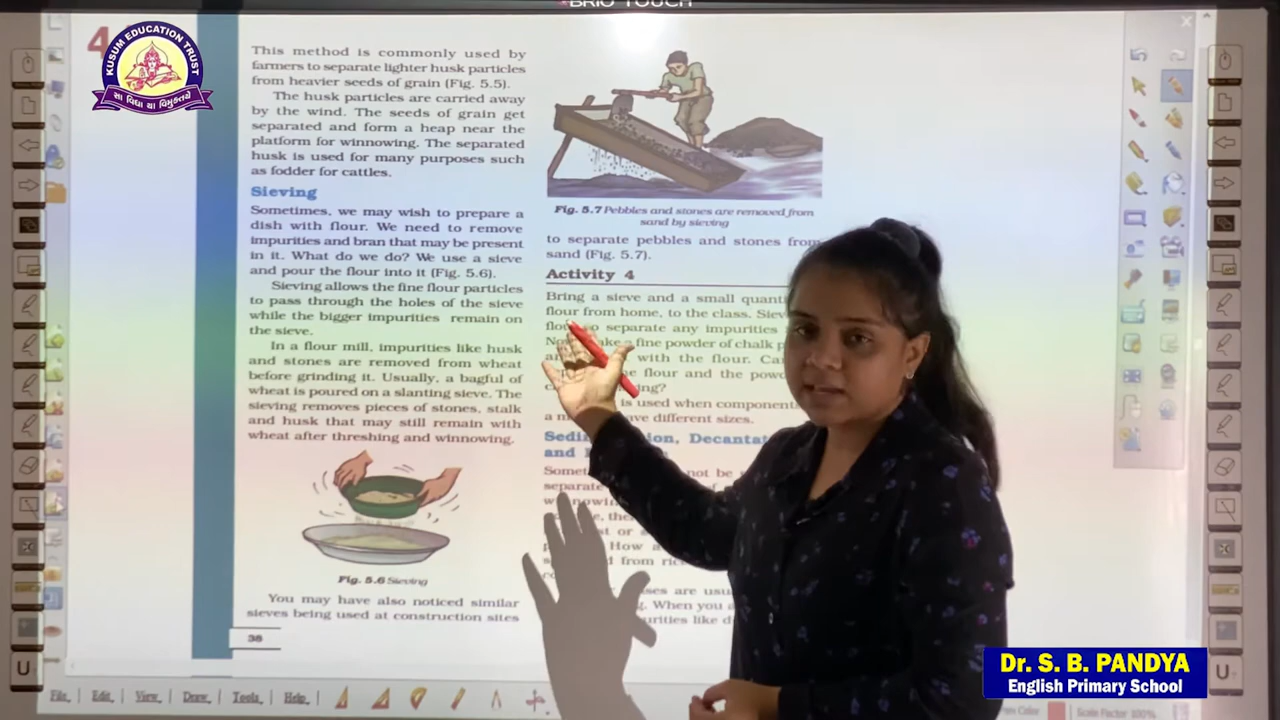 BRIO TOUCH
4
KUSUM EDUCATION TRUST
સા વિદ્યા યા વિમુક્તયે
This method is commonly used by
farmers to separate lighter husk particles
from heavier seeds of grain (Fig. 5.5).
The husk particles are carried away
by the wind. The seeds of grain get
separated and form a heap near the
platform for winnowing. The separated
husk is used for many purposes such
as fodder for cattles.
Sieving
Sometimes, we may wish to prepare a
dish with flour. We need to remove
impurities and bran that may be present
in it. What do we do? We use a sieve
and pour the flour into it (Fig. 5.6).
Sieving allows the fine flour particles
to pass through the holes of the sieve
while the bigger impurities remain on
the sieve.
In a flour mill, impurities like husk
and stones are removed from wheat
before grinding it. Usually, a bagful of
wheat is poured on a slanting sieve. The
sieving removes pieces of stones, stalk
and husk that may still remain with
wheat after threshing and winnowing.
Fig. 5.6 Sieving
You may have also noticed similar
sieves being used at construction sites
38
Fig. 5.7 Pebbles and stones are removed from
sand by sieving
to separate pebbles and stones from
sand (Fig. 5.7).
Activity 4
Bring a sieve and a small
flour from home, to the class.
to separate any impurities
fine powder of chalk
with the flour.
flour and the
is used when components
have different sizes.
and
not be
separate
from
are
When you
like
File Edit View Draw Tools Help
Scale Factor 100%
Dr. S. B. PANDYA
English Primary School